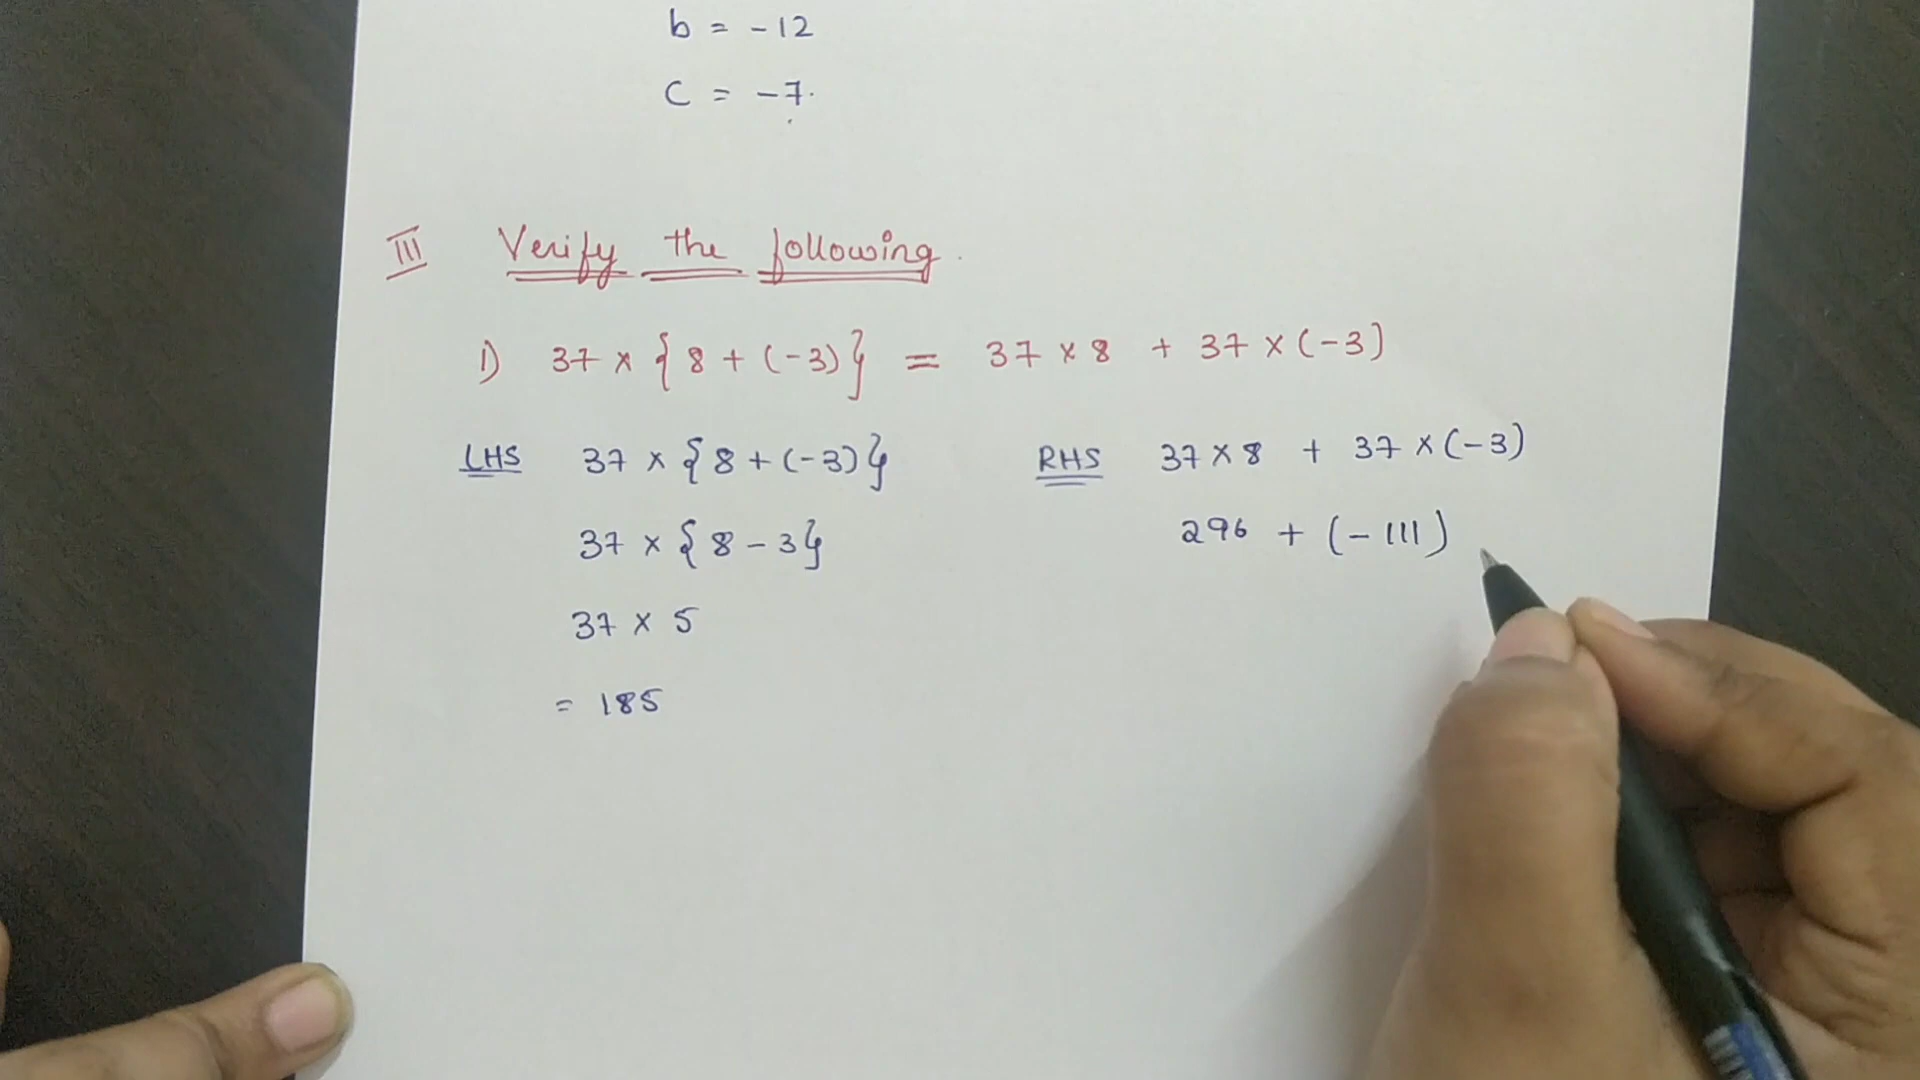 b = -12
c = -7.
III Verify the following.
1) 37 × {8 + (-3)} = 37 × 8 + 37 × (-3)
LHS 37 × {8 + (-3)}
RHS 37 × 8 + 37 × (-3)
37 × {8 - 3}
296 + (-111)
37 × 5
= 185